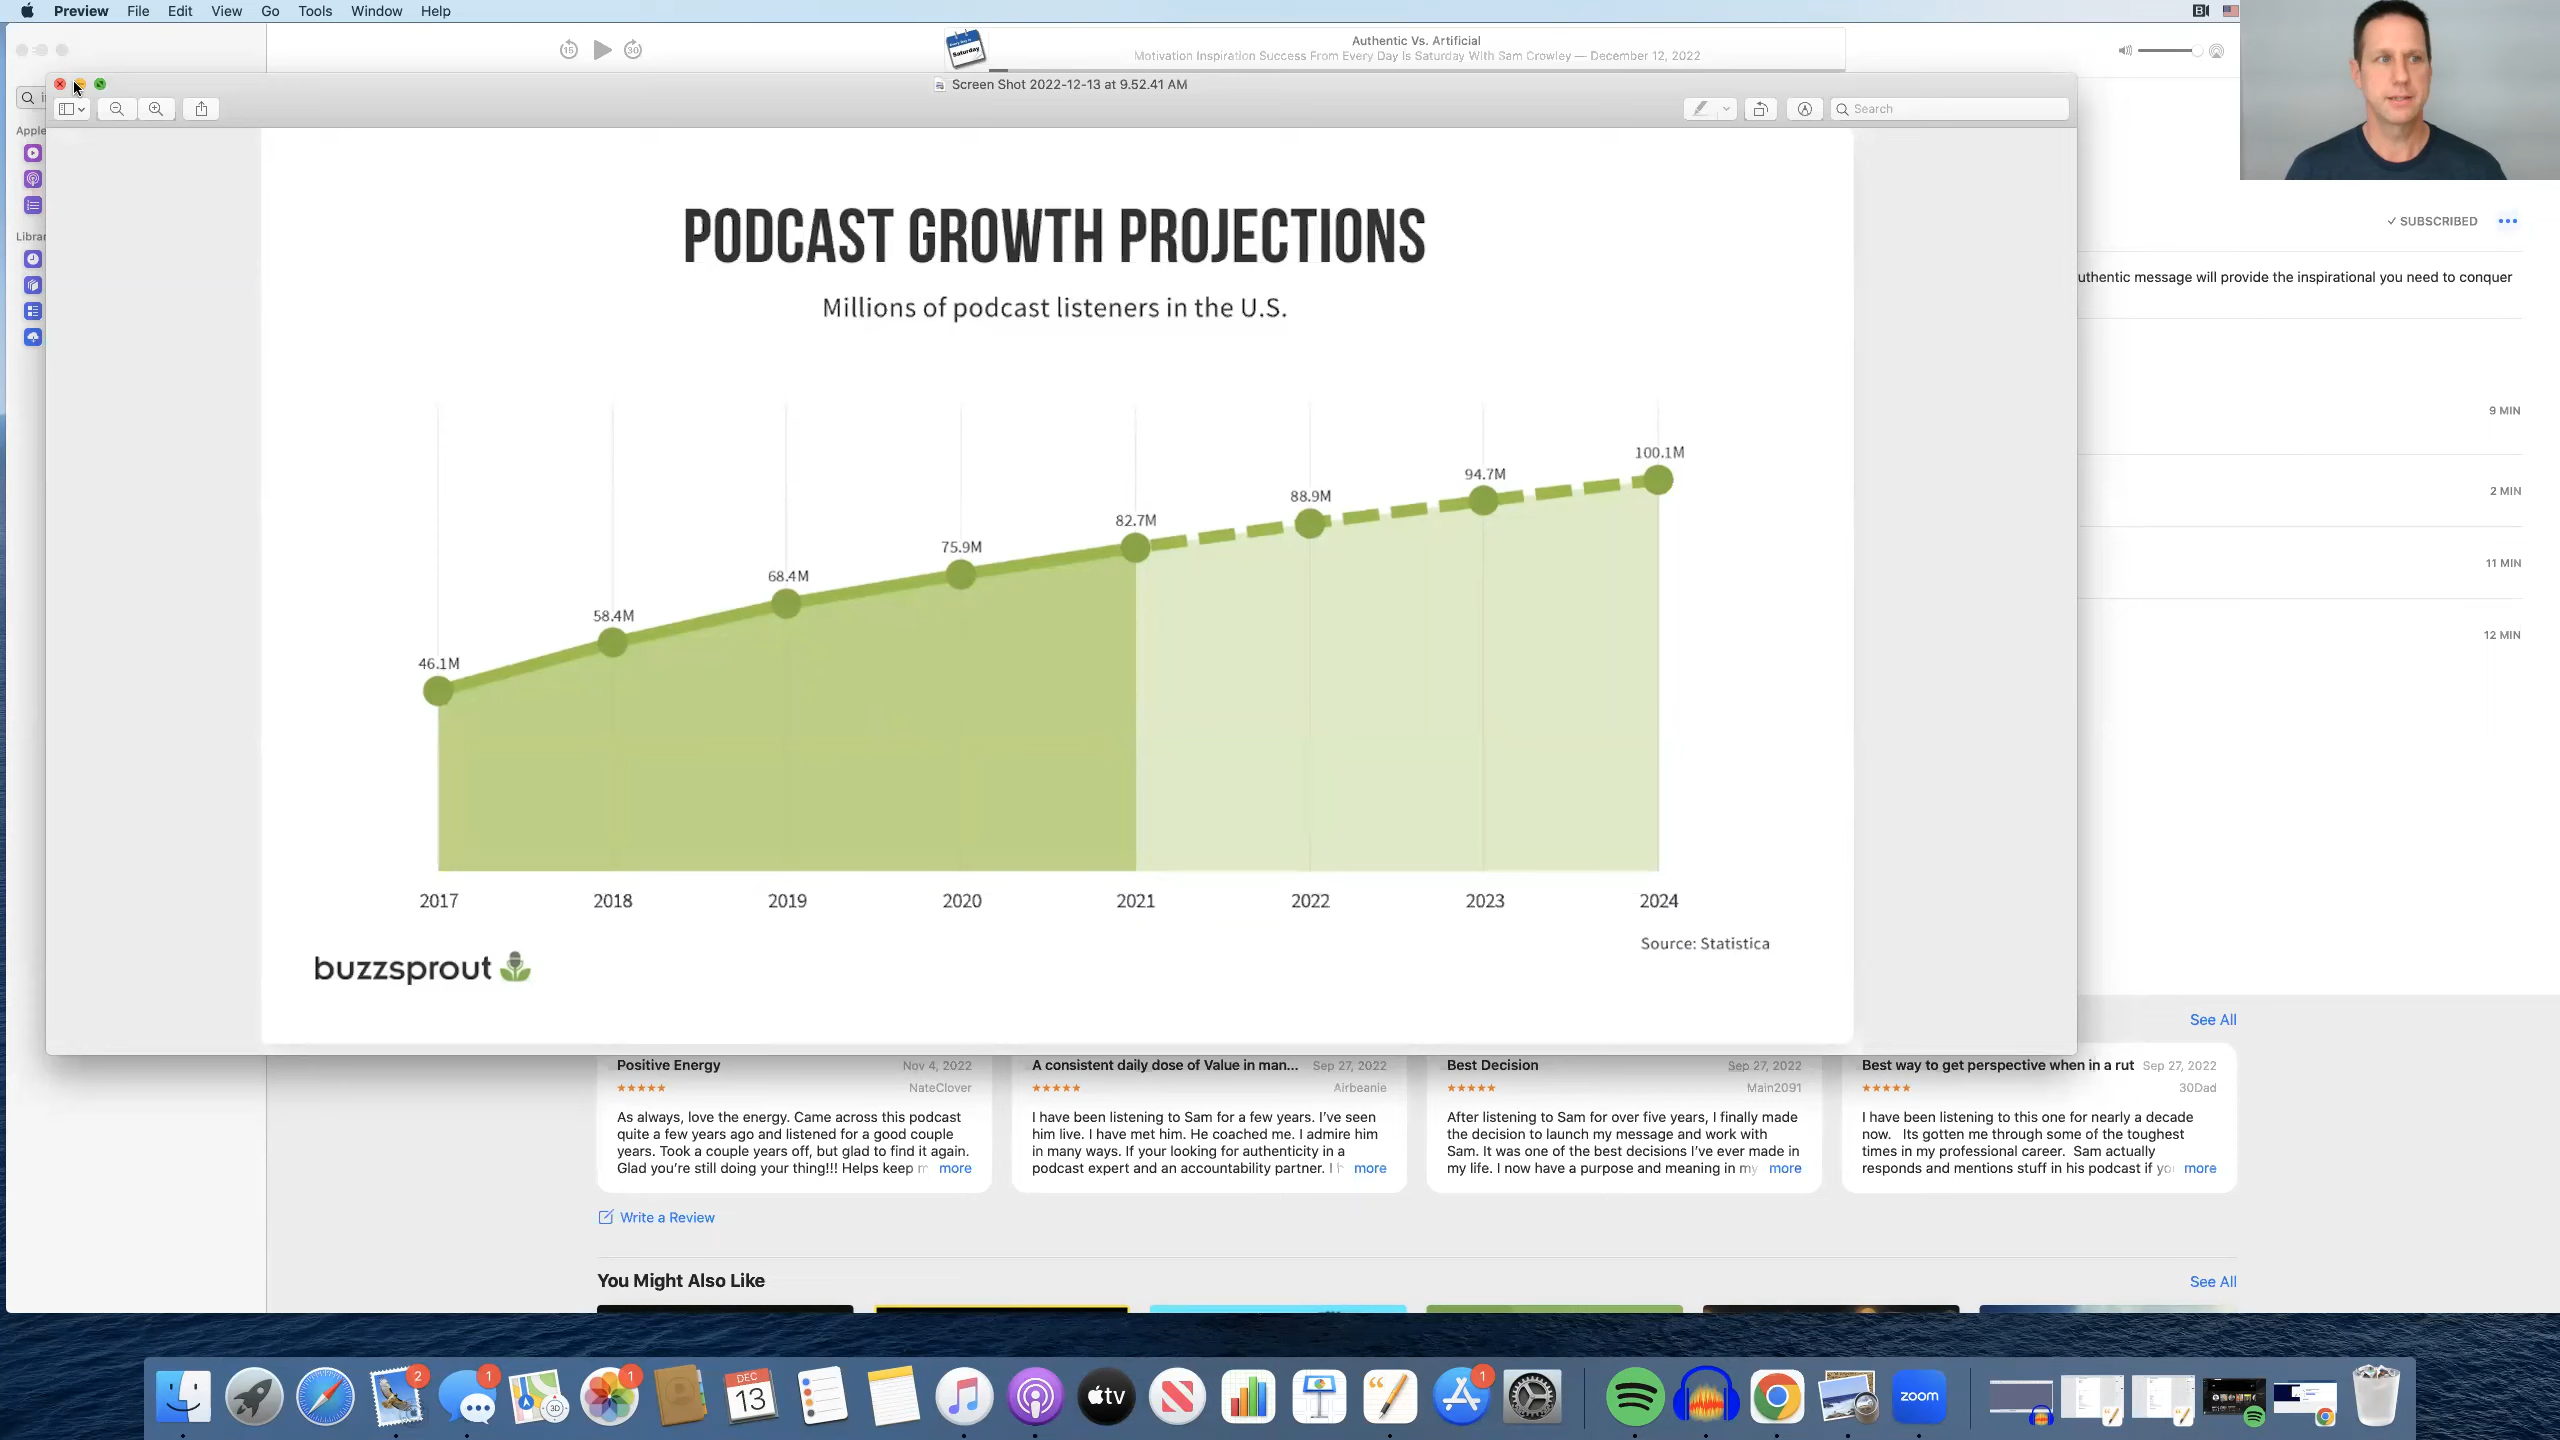 Preview File Edit View Go Tools Window Help
15 30
Authentic Vs. Artificial
Motivation Inspiration Success From Every Day Is Saturday With Sam Crowley — December 12, 2022
Screen Shot 2022-12-13 at 9.52.41 AM
Search
Apple
Librar
PODCAST GROWTH PROJECTIONS
Millions of podcast listeners in the U.S.
46.1M 58.4M 68.4M 75.9M 82.7M 88.9M 94.7M 100.1M
2017 2018 2019 2020 2021 2022 2023 2024
Source: Statistica
buzzsprout
✓ SUBSCRIBED
uthentic message will provide the inspirational you need to conquer
9 MIN
2 MIN
11 MIN
12 MIN
See All
Positive Energy Nov 4, 2022
NateClover
As always, love the energy. Came across this podcast
quite a few years ago and listened for a good couple
years. Took a couple years off, but glad to find it again.
Glad you're still doing your thing!!! Helps keep m more
A consistent daily dose of Value in man... Sep 27, 2022
Airbeanie
I have been listening to Sam for a few years. I've seen
him live. I have met him. He coached me. I admire him
in many ways. If your looking for authenticity in a
podcast expert and an accountability partner. I h more
Best Decision Sep 27, 2022
Main2091
After listening to Sam for over five years, I finally made
the decision to launch my message and work with
Sam. It was one of the best decisions I've ever made in
my life. I now have a purpose and meaning in my more
Best way to get perspective when in a rut Sep 27, 2022
30Dad
I have been listening to this one for nearly a decade
now. Its gotten me through some of the toughest
times in my professional career. Sam actually
responds and mentions stuff in his podcast if yo more
Write a Review
You Might Also Like See All
2 1 3D 1 DEC 13 tv 1 zoom